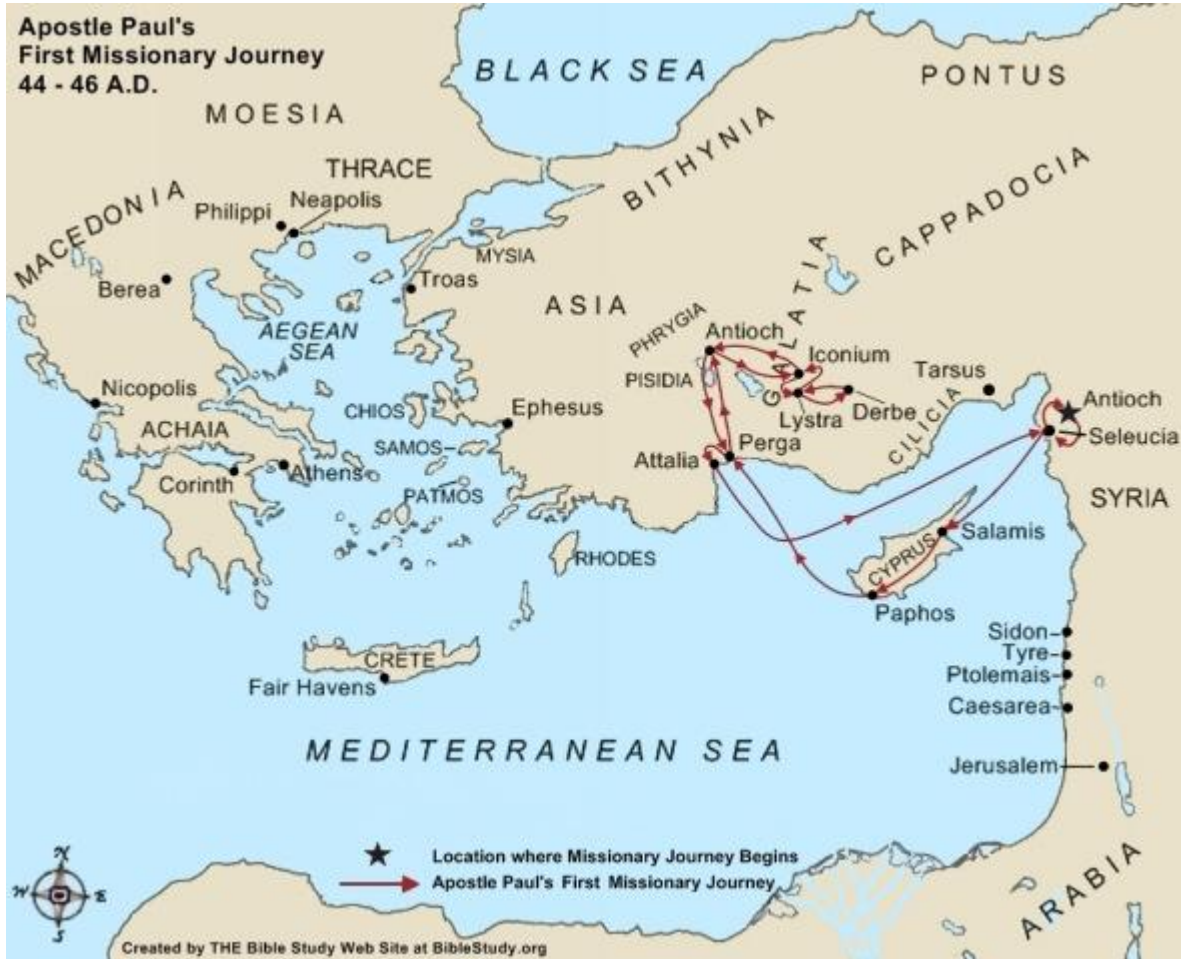 Apostle Paul's
First Missionary Journey
44 - 46 A.D.
BLACK SEA
PONTUS
MOESIA
BITHYNIA
THRACE
CAPPADOCIA
MACEDONIA
Neapolis
Philippi
MYSIA
Troas
Berea
ASIA
GALATIA
AEGEAN
SEA
PHRYGIA
Antioch
Iconium
PISIDIA
Tarsus
Nicopolis
CHIOS
Ephesus
Lystra
Derbe
CILICIA
Antioch
Seleucia
ACHAIA
SAMOS
Perga
Attalia
Corinth
Athens
PATMOS
SYRIA
RHODES
Salamis
CYPRUS
Paphos
Sidon
Tyre
Ptolemais
Caesarea
CRETE
Fair Havens
MEDITERRANEAN SEA
Jerusalem
N
W
E
S
Location where Missionary Journey Begins
Apostle Paul's First Missionary Journey
ARABIA
Created by THE Bible Study Web Site at BibleStudy.org